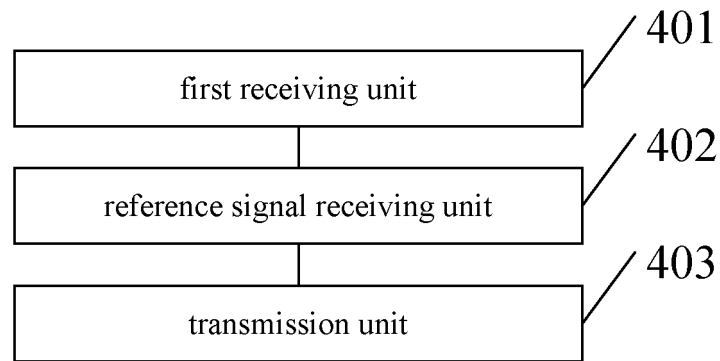 401
first receiving unit
402
reference signal receiving unit
403
transmission unit